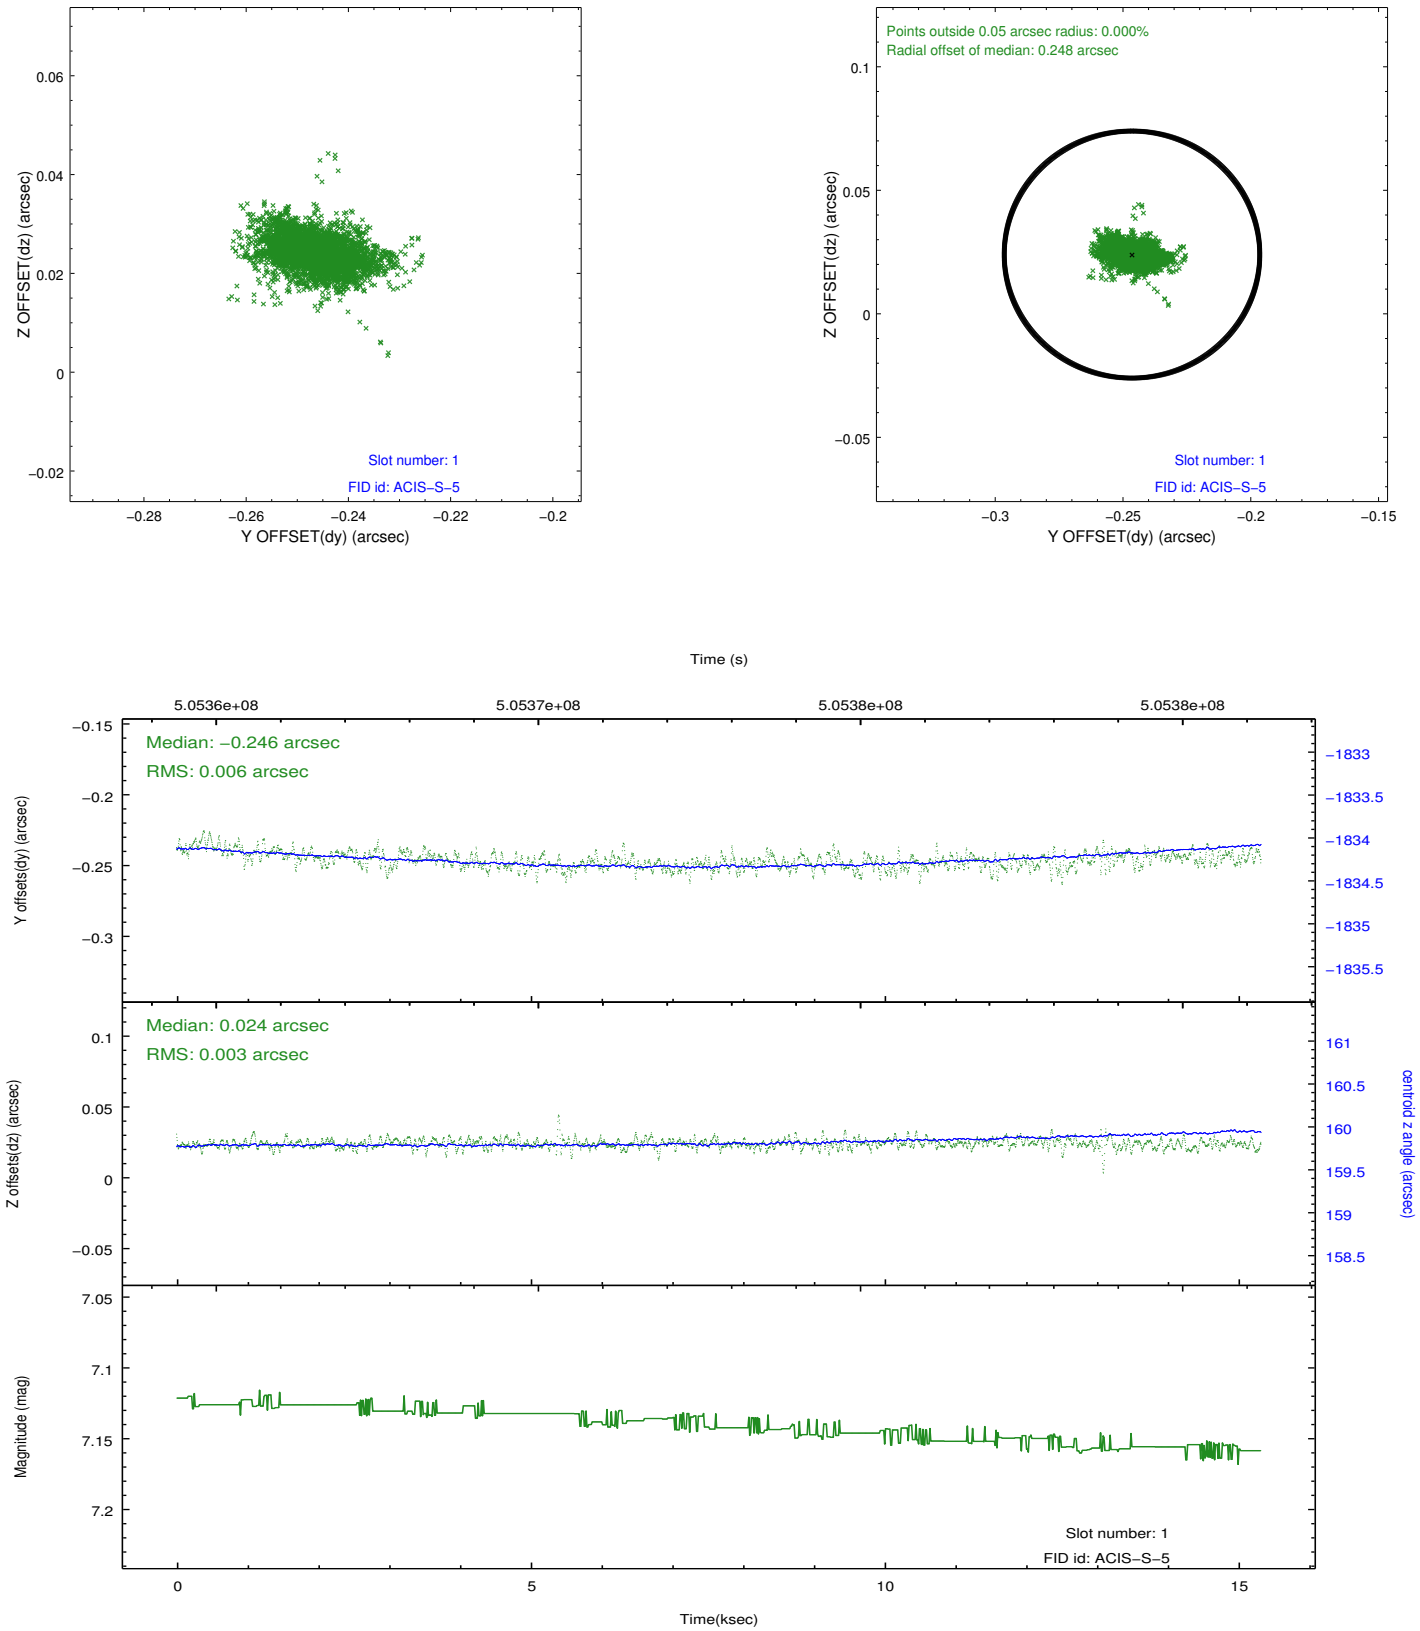 0.06
0.04
0.02
0
−0.02
Z OFFSET(dz) (arcsec)
Slot number: 1
FID id: ACIS−S−5
−0.28 −0.26 −0.24 −0.22 −0.2
Y OFFSET(dy) (arcsec)
Points outside 0.05 arcsec radius: 0.000%
Radial offset of median: 0.248 arcsec
0.1
0.05
0
−0.05
Z OFFSET(dz) (arcsec)
Slot number: 1
FID id: ACIS−S−5
−0.3 −0.25 −0.2 −0.15
Y OFFSET(dy) (arcsec)
Time (s)
5.0536e+08 5.0537e+08 5.0538e+08 5.0538e+08
Median: −0.246 arcsec
RMS: 0.006 arcsec
−0.15
−0.2
−0.25
−0.3
Y offsets(dy) (arcsec)
−1833
−1833.5
−1834
−1834.5
−1835
−1835.5
Median: 0.024 arcsec
RMS: 0.003 arcsec
0.1
0.05
0
−0.05
Z offsets(dz) (arcsec)
161
160.5
160
159.5
159
158.5
centroid z angle (arcsec)
7.05
7.1
7.15
7.2
Magnitude (mag)
Slot number: 1
FID id: ACIS−S−5
0 5 10 15
Time(ksec)